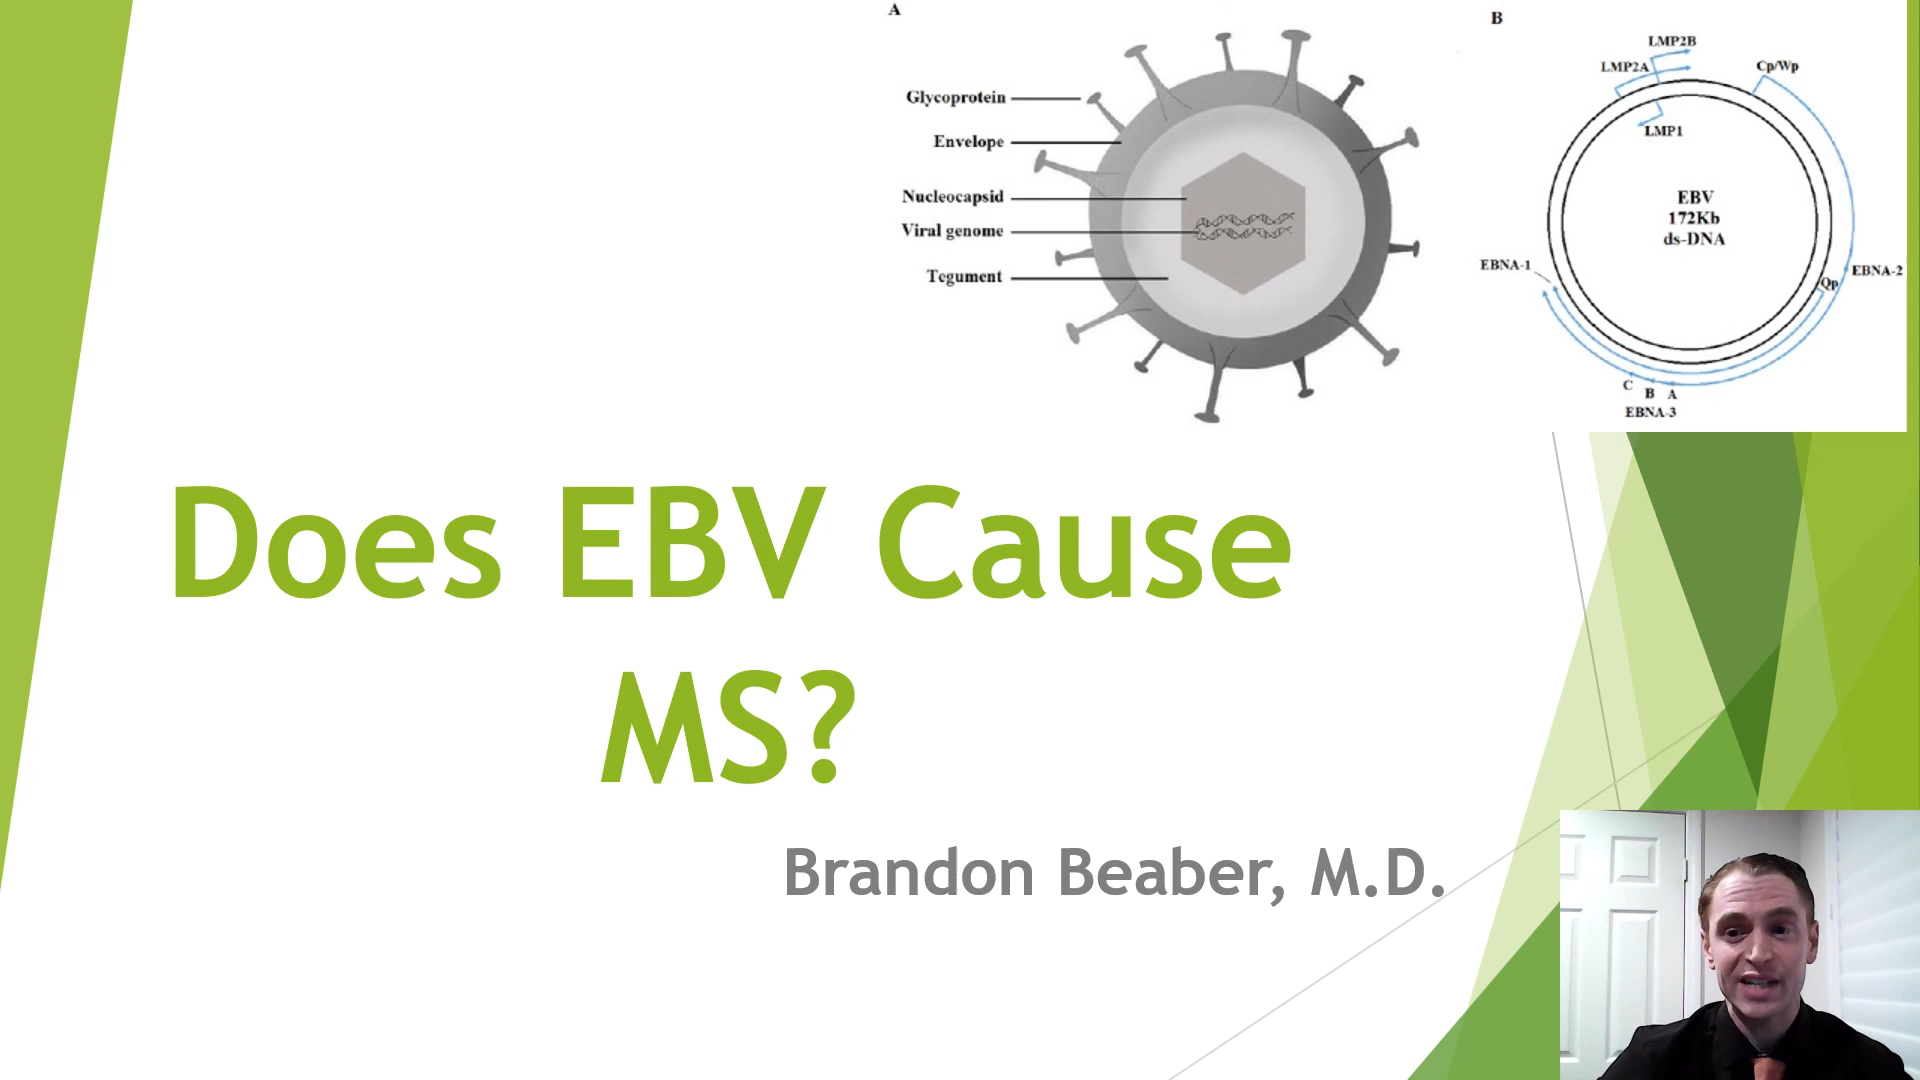 A
Glycoprotein
Envelope
Nucleocapsid
Viral genome
Tegument
B
LMP2B
LMP2A
Cp/Wp
LMP1
EBV
172Kb
ds-DNA
EBNA-1
EBNA-2
Qp
C B A
EBNA-3
Does EBV Cause
MS?
Brandon Beaber, M.D.